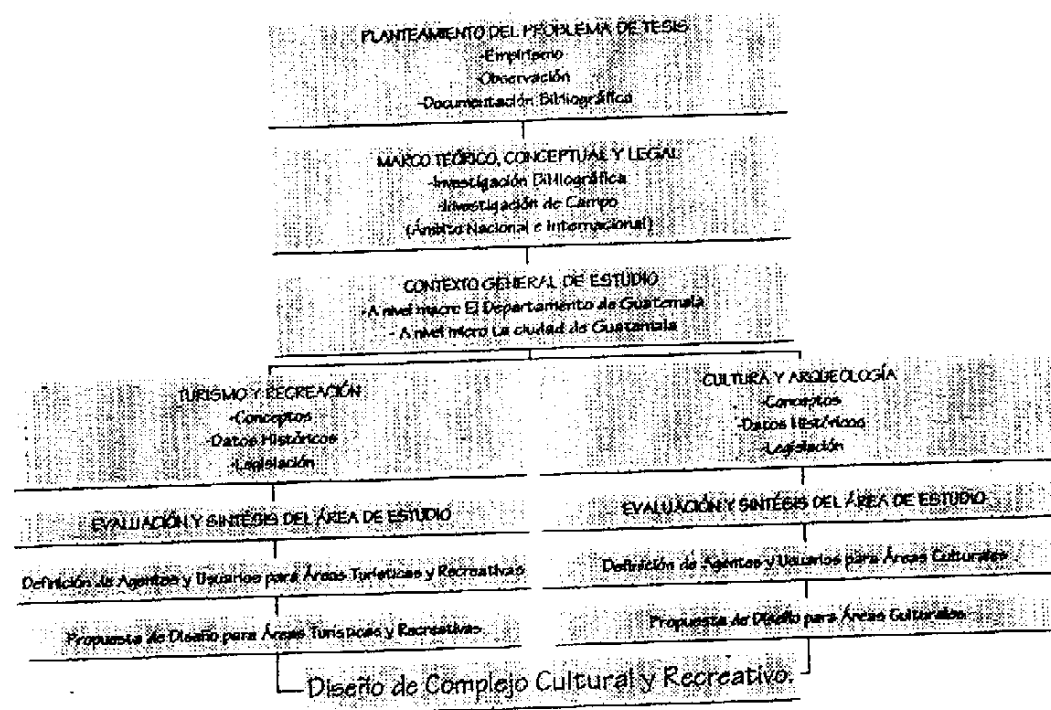 PLANTEAMIENTO DEL PROBLEMA DE TESIS
-Empirismo
-Observación
-Documentación Bibliográfica
MARCO TEÓRICO, CONCEPTUAL Y LEGAL
-Investigación Bibliográfica
-Investigación de Campo
(Ámbito Nacional e Internacional)
CONTEXTO GENERAL DE ESTUDIO
-A nivel macro El Departamento de Guatemala
- A nivel micro La ciudad de Guatemala
TURISMO Y RECREACIÓN
-Conceptos
-Datos Históricos
-Legislación
EVALUACIÓN Y SINTÉSIS DEL ÁREA DE ESTUDIO
Definición de Agentes y Usuarios para Áreas Turísticas y Recreativas
Propuesta de Diseño para Áreas Turísticas y Recreativas
CULTURA Y ARQUEOLOGÍA
-Conceptos
-Datos Históricos
-Legislación
EVALUACIÓN Y SINTÉSIS DEL ÁREA DE ESTUDIO
Definición de Agentes y Usuarios para Áreas Culturales
Propuesta de Diseño para Áreas Culturales
Diseño de Complejo Cultural y Recreativo.